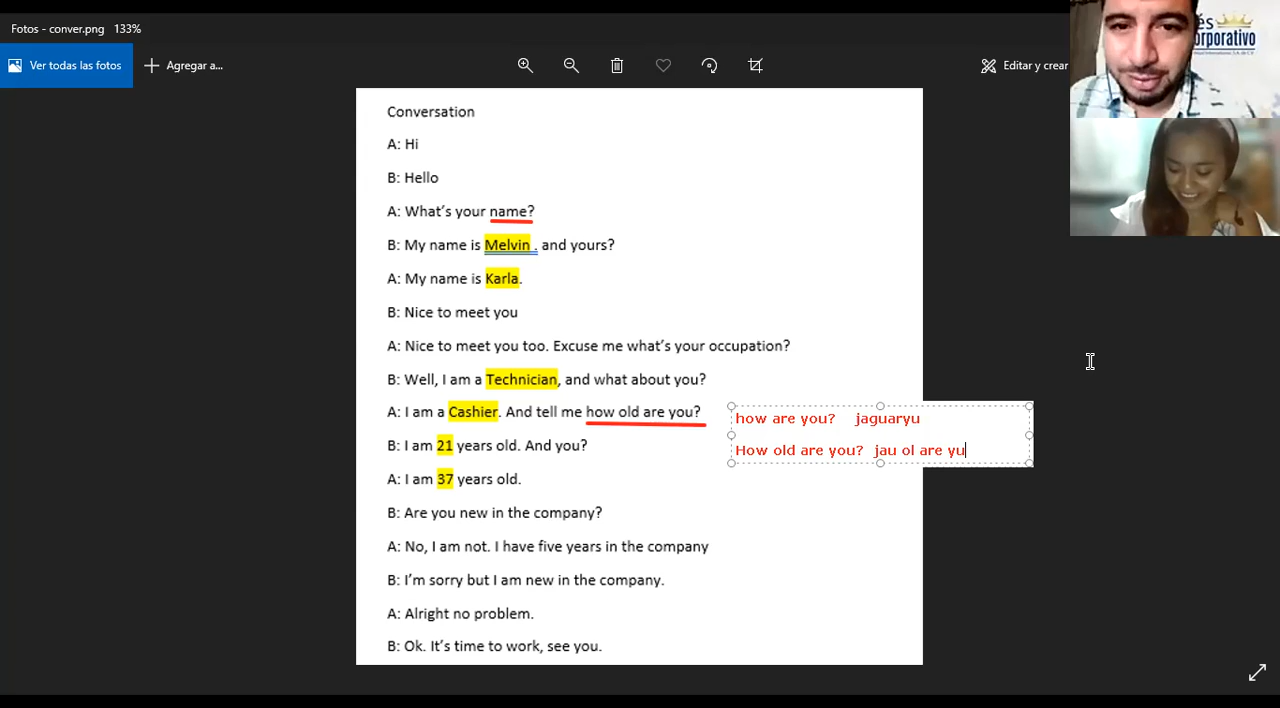 Fotos - conver.png 133%
Ver todas las fotos
Agregar a...
Editar y crear
és
orporativo
Conversation
A: Hi
B: Hello
A: What's your name?
B: My name is Melvin . and yours?
A: My name is Karla.
B: Nice to meet you
A: Nice to meet you too. Excuse me what's your occupation?
B: Well, I am a Technician, and what about you?
A: I am a Cashier. And tell me how old are you?
how are you? jaguaryu
How old are you? jau ol are yu
B: I am 21 years old. And you?
A: I am 37 years old.
B: Are you new in the company?
A: No, I am not. I have five years in the company
B: I'm sorry but I am new in the company.
A: Alright no problem.
B: Ok. It's time to work, see you.